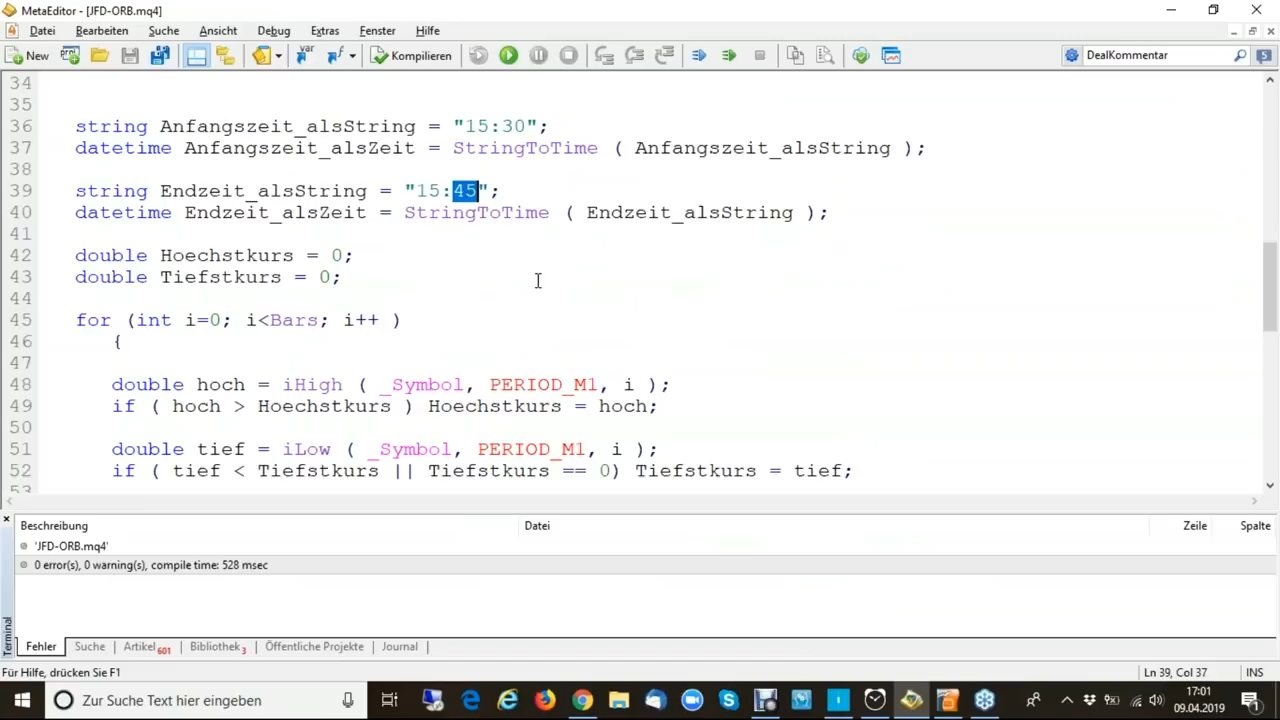 MetaEditor - [JFD-ORB.mq4]
Datei Bearbeiten Suche Ansicht Debug Extras Fenster Hilfe
New var Kompilieren DealKommentar 5
34
35
36 string Anfangszeit_alsString = "15:30";
37 datetime Anfangszeit_alsZeit = StringToTime ( Anfangszeit_alsString );
38
39 string Endzeit_alsString = "15:45";
40 datetime Endzeit_alsZeit = StringToTime ( Endzeit_alsString );
41
42 double Hoechstkurs = 0;
43 double Tiefstkurs = 0;
44
45 for (int i=0; i<Bars; i++ )
46 {
47
48 double hoch = iHigh ( _Symbol, PERIOD_M1, i );
49 if ( hoch > Hoechstkurs ) Hoechstkurs = hoch;
50
51 double tief = iLow ( _Symbol, PERIOD_M1, i );
52 if ( tief < Tiefstkurs || Tiefstkurs == 0) Tiefstkurs = tief;
53
Beschreibung Datei Zeile Spalte
'JFD-ORB.mq4'
0 error(s), 0 warning(s), compile time: 528 msec
Terminal
Fehler Suche Artikel 601 Bibliothek 3 Öffentliche Projekte Journal
Für Hilfe, drücken Sie F1 Ln 39, Col 37 INS
Zur Suche Text hier eingeben 17:01
09.04.2019